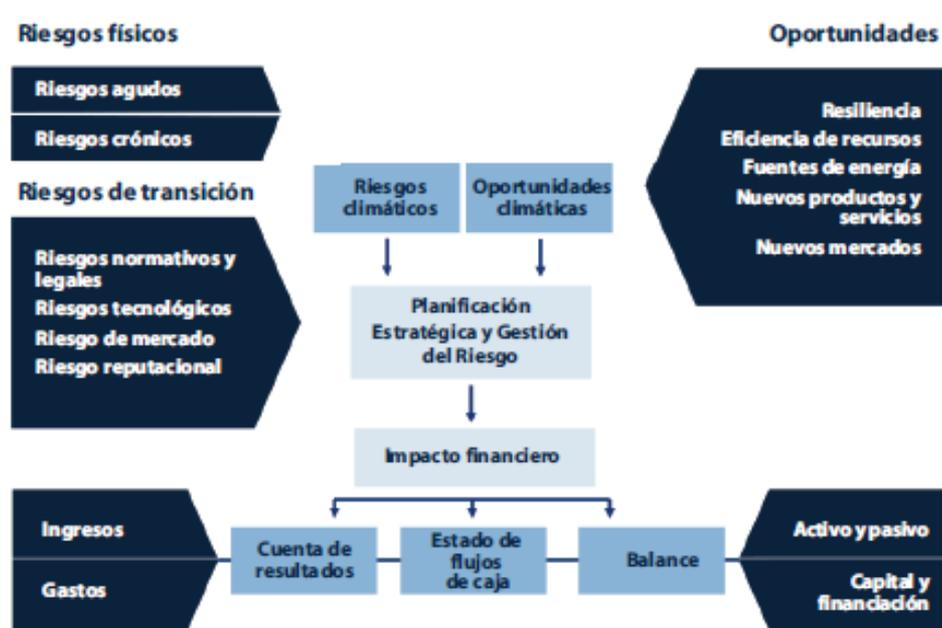 Riesgos físicos
Riesgos agudos
Riesgos crónicos
Riesgos de transición
Riesgos normativos y
legales
Riesgos tecnológicos
Riesgo de mercado
Riesgo reputacional
Oportunidades
Resiliencia
Eficiencia de recursos
Fuentes de energía
Nuevos productos y
servicios
Nuevos mercados
Riesgos
climáticos
Oportunidades
climáticas
Planificación
Estratégica y Gestión
del Riesgo
Impacto financiero
Ingresos
Gastos
Cuenta de
resultados
Estado de
flujos
de caja
Balance
Activo y pasivo
Capital y
financiación